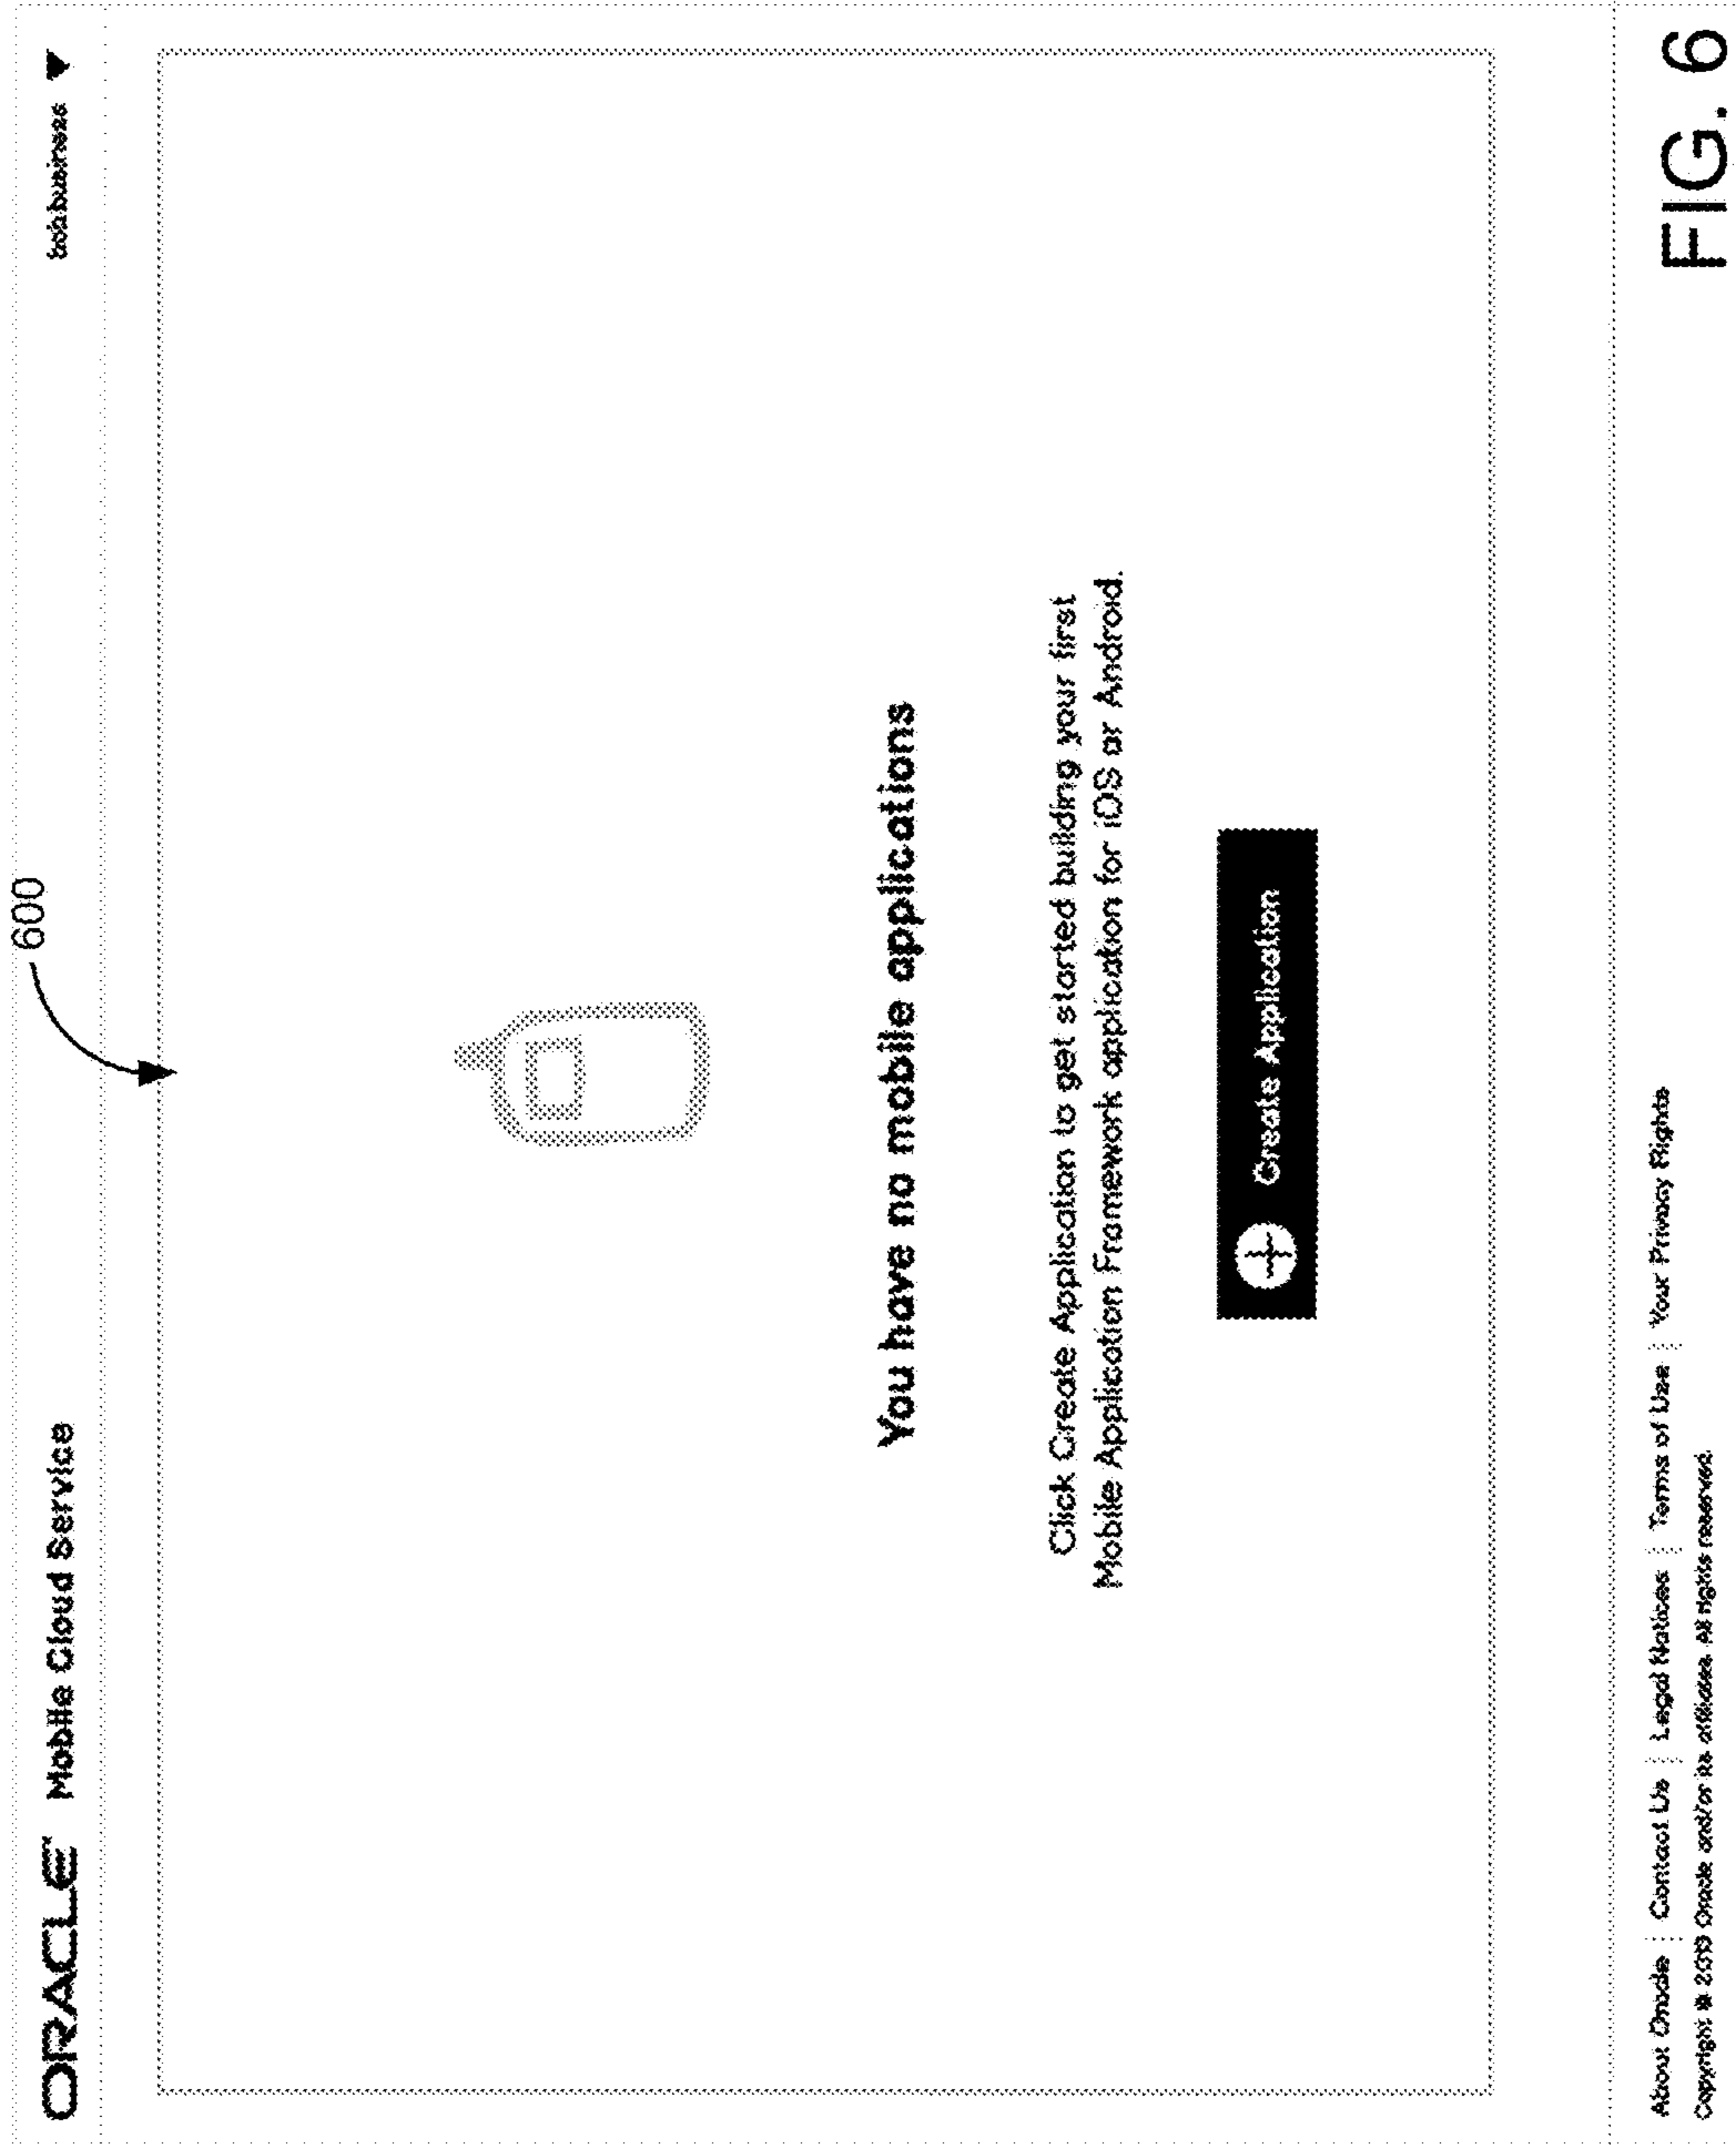 600
ORACLE Mobile Cloud Service bobbusiness
You have no mobile applications
Click Create Application to get started building your first
Mobile Application Framework application for iOS or Android.
Create Application
About Oracle | Contact Us | Legal Notices | Terms of Use | Your Privacy Rights
Copyright © 2013 Oracle and/or its affiliates. All rights reserved.
FIG. 6